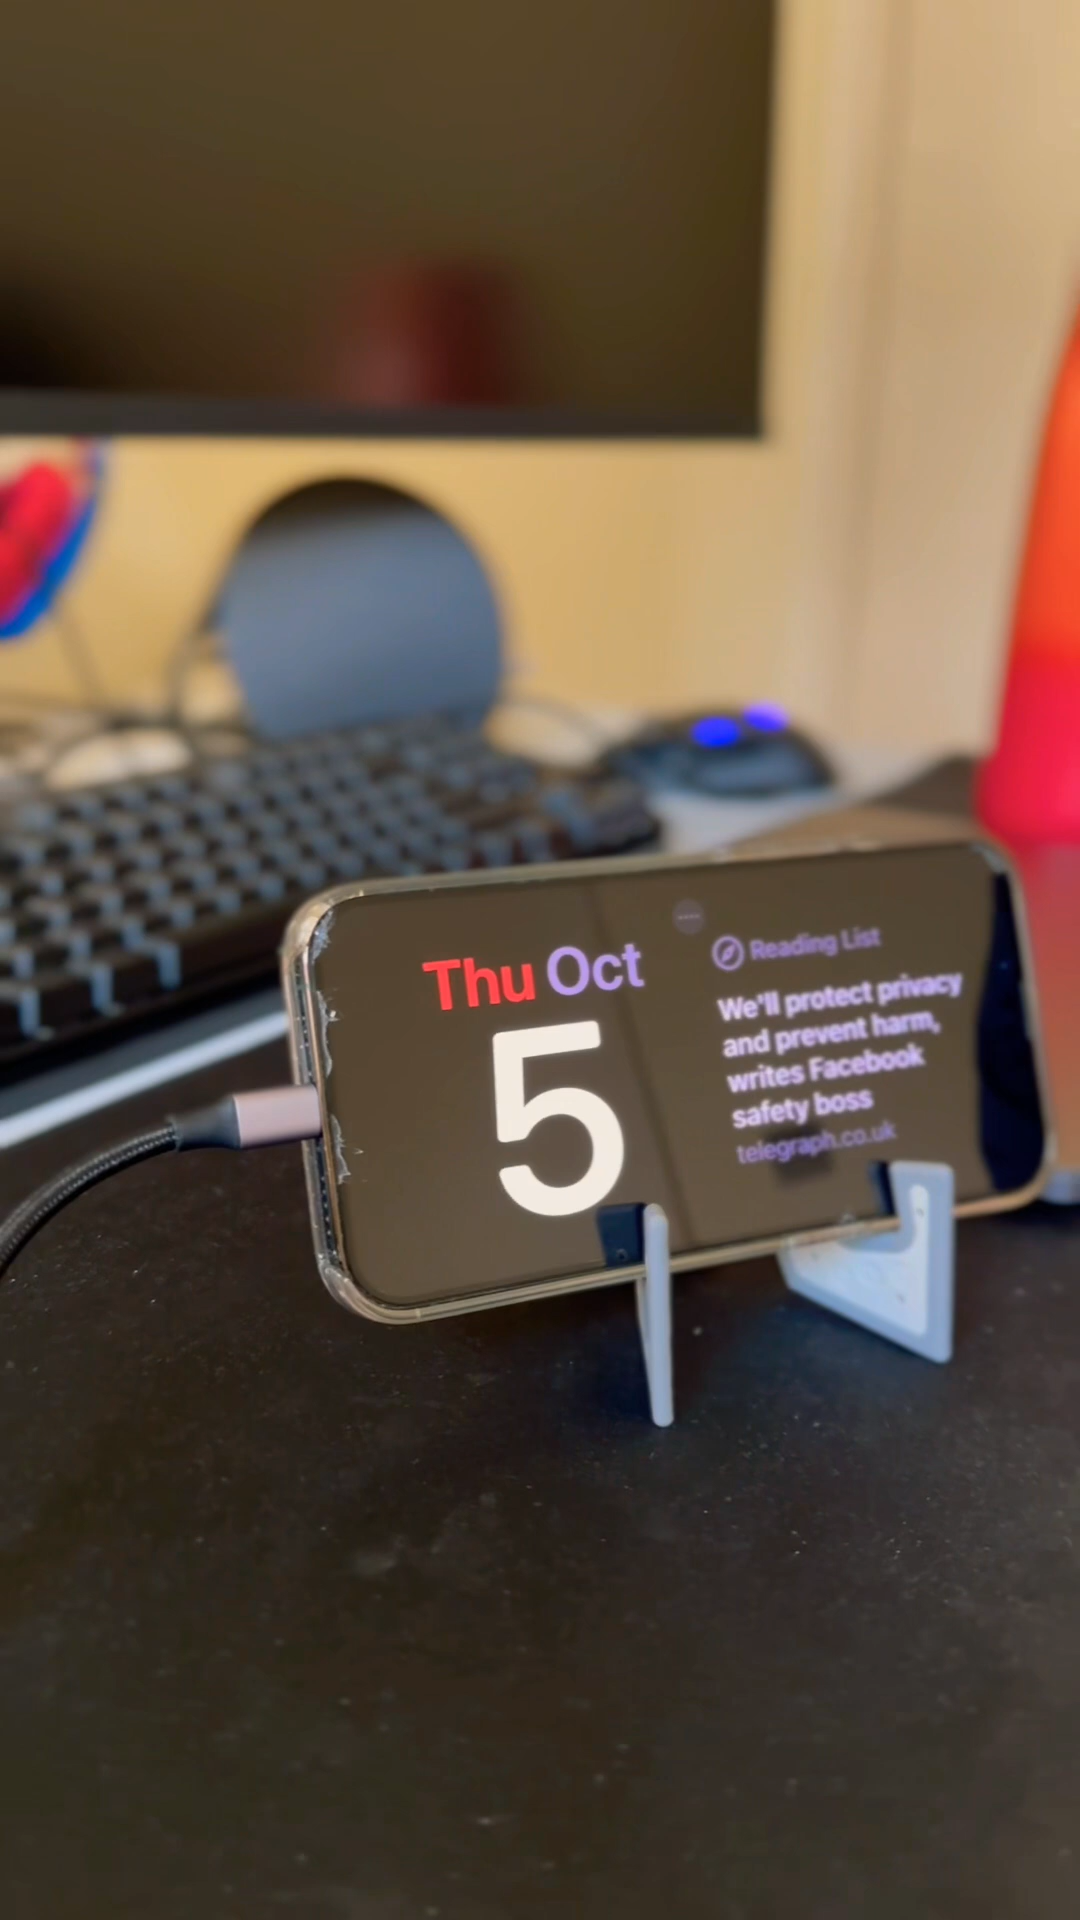 Thu Oct
5
Reading List
We'll protect privacy
and prevent harm,
writes Facebook
safety boss
telegraph.co.uk